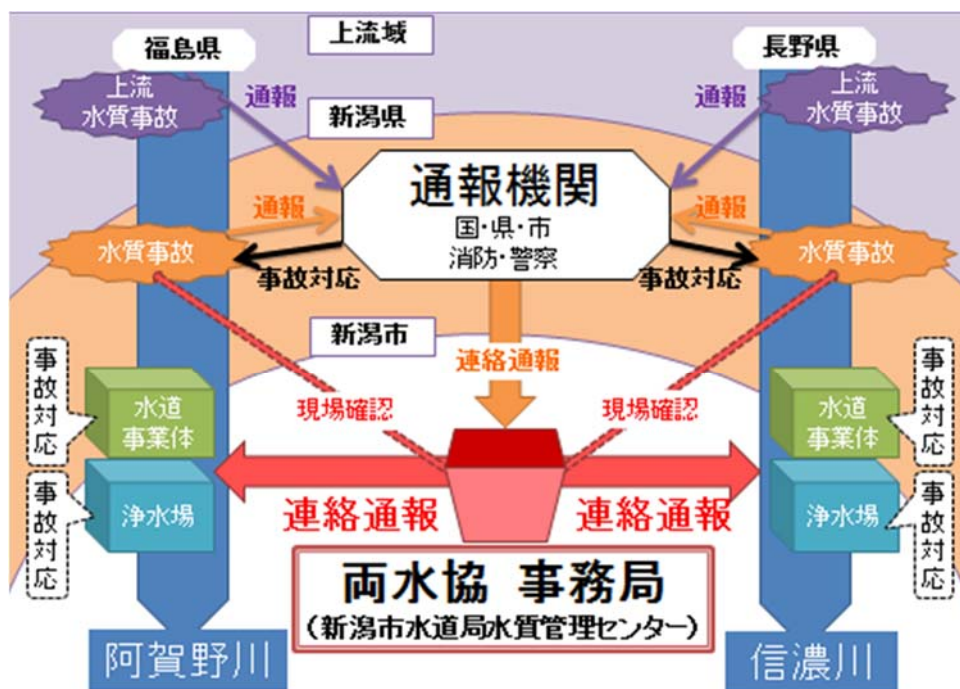 福島県
上流域
長野県
上流
水質事故
通報
通報
上流
水質事故
新潟県
通報機関
国・県・市
消防・警察
通報
通報
水質事故
水質事故
事故対応
事故対応
新潟市
連絡通報
事故対応
水道
事業体
現場確認
現場確認
水道
事業体
事故対応
事故対応
浄水場
連絡通報
連絡通報
浄水場
事故対応
両水協 事務局
(新潟市水道局水質管理センター)
阿賀野川
信濃川